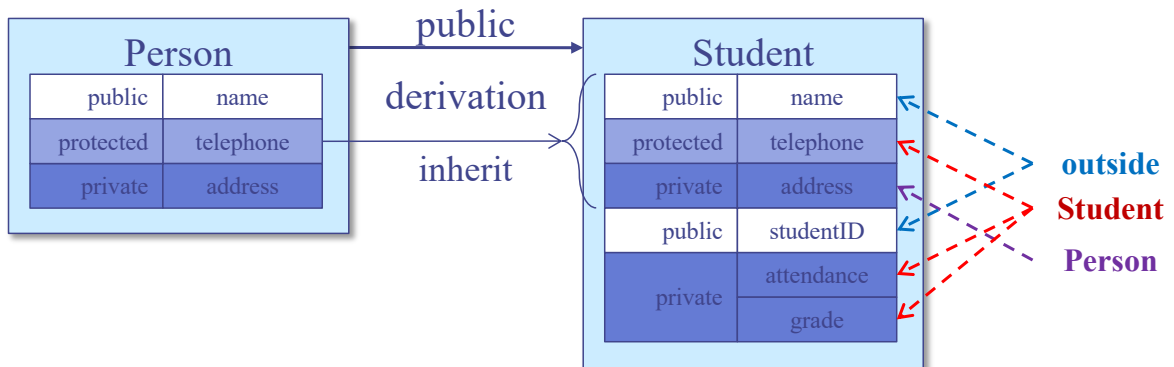 Person
public name
protected telephone
private address
public
derivation
inherit
Student
public name
protected telephone
private address
public studentID
private
attendance
grade
outside
Student
Person